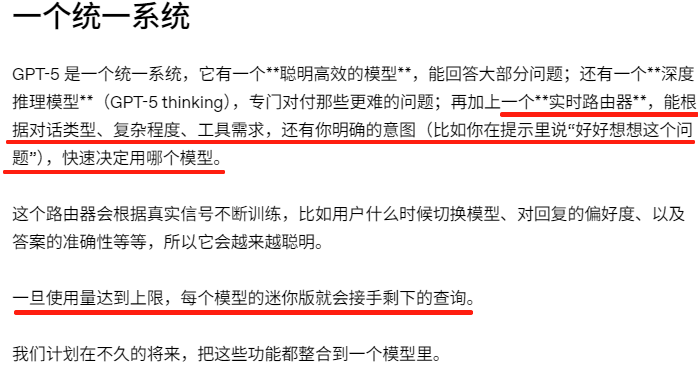 一个统一系统
GPT-5 是一个统一系统，它有一个**聪明高效的模型**，能回答大部分问题；还有一个**深度
推理模型**（GPT-5 thinking），专门对付那些更难的问题；再加上一个**实时路由器**，能根
据对话类型、复杂程度、工具需求，还有你明确的意图（比如你在提示里说“好好想想这个问
题”），快速决定用哪个模型。
这个路由器会根据真实信号不断训练，比如用户什么时候切换模型、对回复的偏好度、以及
答案的准确性等等，所以它会越来越聪明。
一旦使用量达到上限，每个模型的迷你版就会接手剩下的查询。
我们计划在不久的将来，把这些功能都整合到一个模型里。